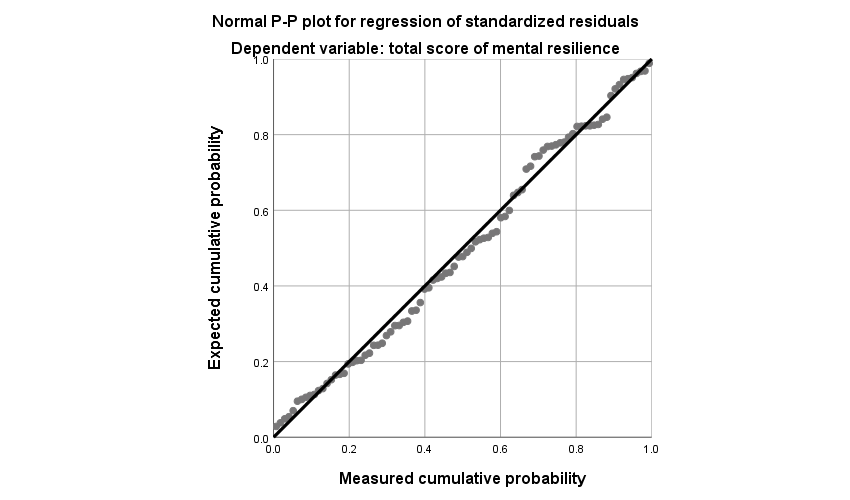 Normal P-P plot for regression of standardized residuals
Dependent variable: total score of mental resilience
1.0
0.8
0.6
0.4
0.2
0.0
Expected cumulative probability
0.0 0.2 0.4 0.6 0.8 1.0
Measured cumulative probability